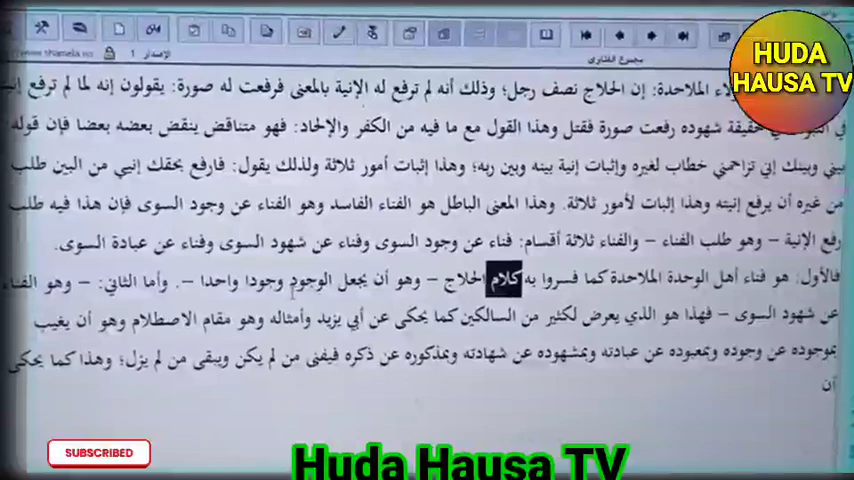 www.shamela.ws
الإصدار 1
مجموع الفتاوى
HUDA
HAUSA TV
الملاحدة: إن الحلاج نصف رجل؛ وذلك أنه لم ترفع له الإنية بالمعنى فرفعت له صورة: يقولون إنه لما لم ترفع
حقيقة شهوده رفعت صورة فقتل وهذا القول مع ما فيه من الكفر والإلحاد: فهو متناقض ينقض بعضه بعضا فإن قوله:
بيني وبينك إني تزاحمني خطاب لغيره وإثبات إنية بينه وبين ربه؛ وهذا إثبات أمور ثلاثة ولذلك يقول: فارفع بحقك إنيي من البين طلب
من غيره أن يرفع إنيته وهذا إثبات لأمور ثلاثة. وهذا المعنى الباطل هو الفناء الفاسد وهو الفناء عن وجود السوى فإن هذا فيه طلب
رفع الإنية – وهو طلب الفناء – والفناء ثلاثة أقسام: فناء عن وجود السوى وفناء عن شهود السوى وفناء عن عبادة السوى.
فالأول: هو فناء أهل الوحدة الملاحدة كما فسروا به كلام الحلاج – وهو أن يجعل الوجود وجودا واحدا –. وأما الثاني: – وهو الفناء
عن شهود السوى – فهذا هو الذي يعرض لكثير من السالكين كما يحكى عن أبي يزيد وأمثاله وهو مقام الاصطلام وهو أن يغيب
بموجوده عن وجوده وبمعبوده عن عبادته وبمشهوده عن شهادته وبمذكوره عن ذكره فيفنى من لم يكن ويبقى من لم يزل؛ وهذا كما يحكى
أن
SUBSCRIBED
Huda Hausa TV